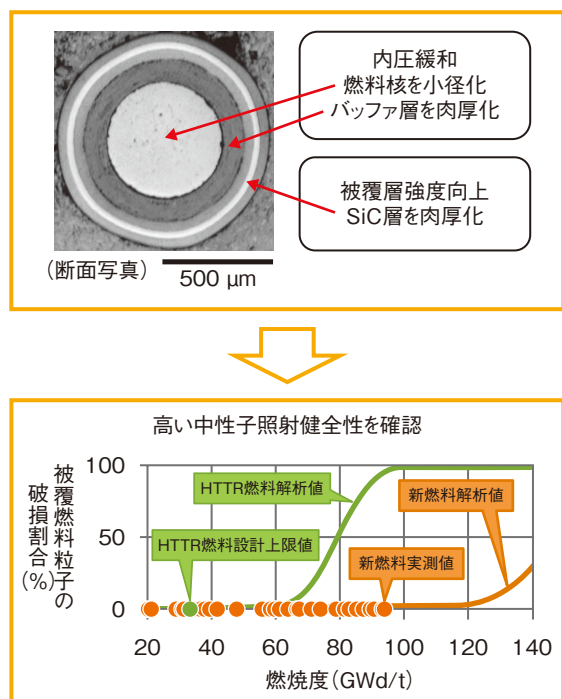 内圧緩和
燃料核を小径化
バッファ層を肉厚化
被覆層強度向上
SiC層を肉厚化
(断面写真)
500 µm
高い中性子照射健全性を確認
被覆燃料粒子の
破損割合(%)
100
50
0
HTTR燃料解析値
新燃料解析値
HTTR燃料設計上限値
新燃料実測値
20 40 60 80 100 120 140
燃焼度(GWd/t)